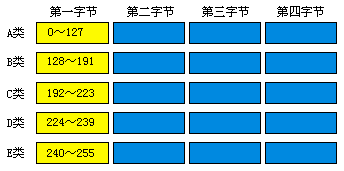 第一字节 第二字节 第三字节 第四字节
A类 0～127
B类 128～191
C类 192～223
D类 224～239
E类 240～255